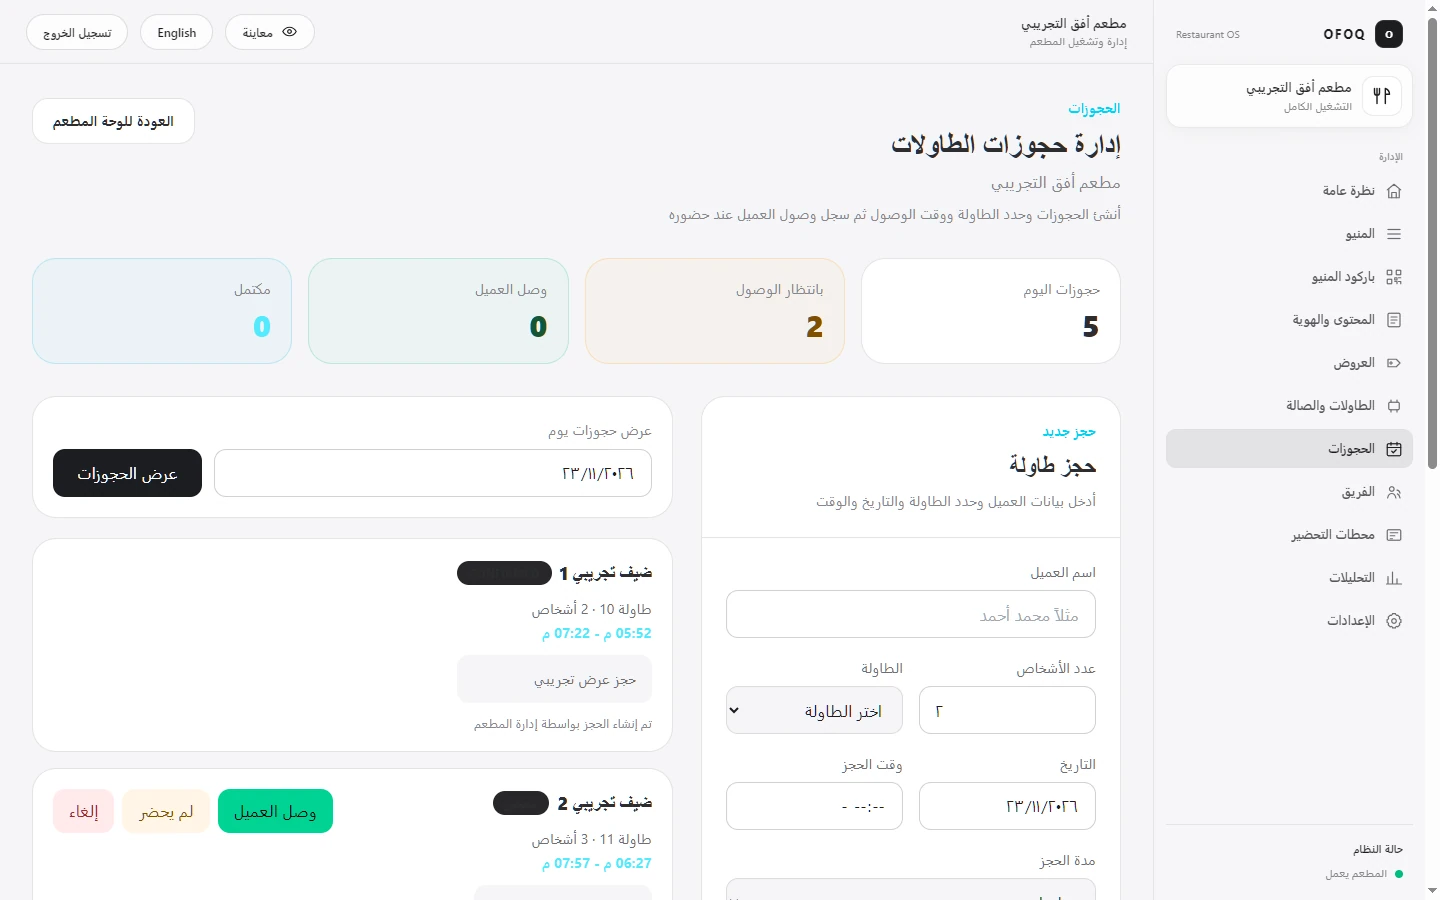 O OFOQ Restaurant OS
مطعم أفق التجريبي
التشغيل الكامل
الإدارة
نظرة عامة
المنيو
باركود المنيو
المحتوى والهوية
العروض
الطاولات والصالة
الحجوزات
الفريق
محطات التحضير
التحليلات
الإعدادات
حالة النظام
المطعم يعمل
مطعم أفق التجريبي
إدارة وتشغيل المطعم
معاينة English تسجيل الخروج
الحجوزات
إدارة حجوزات الطاولات
مطعم أفق التجريبي
أنشئ الحجوزات وحدد الطاولة ووقت الوصول ثم سجل وصول العميل عند حضوره
العودة للوحة المطعم
حجوزات اليوم
5
بانتظار الوصول
2
وصل العميل
0
مكتمل
0
حجز جديد
حجز طاولة
أدخل بيانات العميل وحدد الطاولة والتاريخ والوقت
اسم العميل
مثلاً محمد أحمد
عدد الأشخاص الطاولة
٢ اختر الطاولة
التاريخ وقت الحجز
٢٣/١١/٢٠٢٦ --:-- -
مدة الحجز
عرض حجوزات يوم
٢٣/١١/٢٠٢٦ عرض الحجوزات
ضيف تجريبي 1
طاولة 10 · 2 أشخاص
05:52 م - 07:22 م
حجز عرض تجريبي
تم إنشاء الحجز بواسطة إدارة المطعم
ضيف تجريبي 2
وصل العميل لم يحضر إلغاء
طاولة 11 · 3 أشخاص
06:27 م - 07:57 م